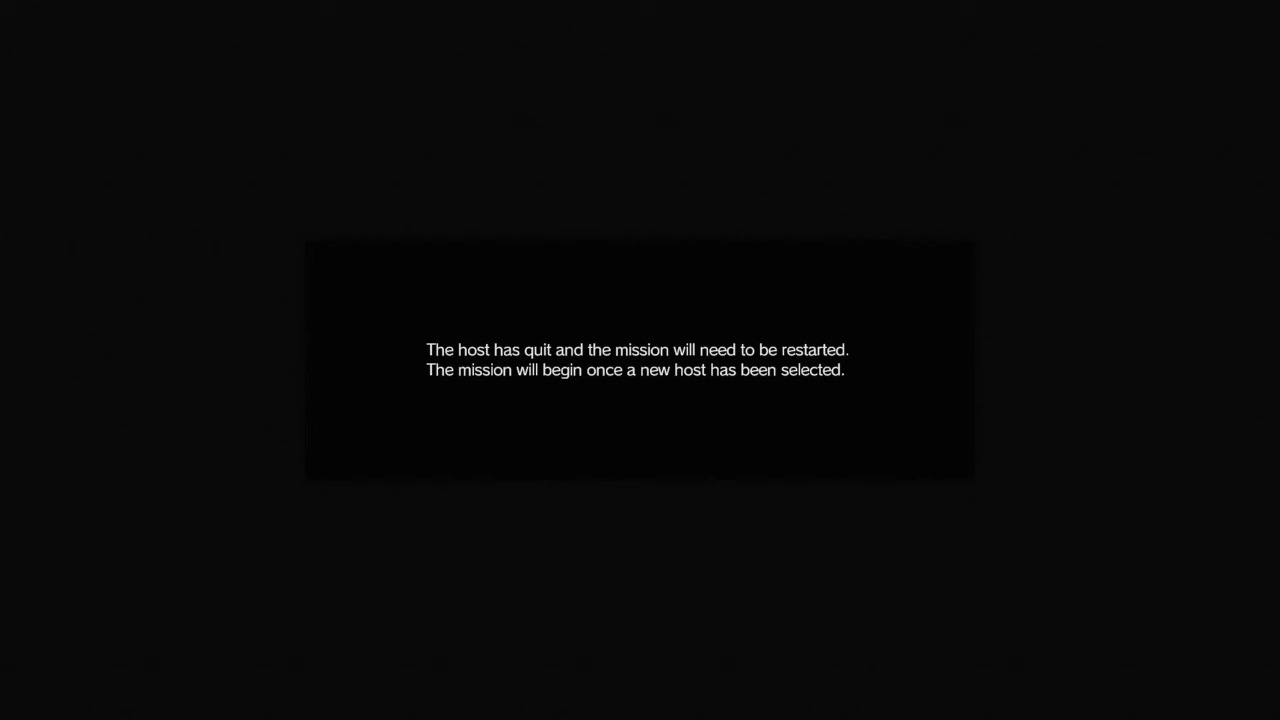 The host has quit and the mission will need to be restarted.
The mission will begin once a new host has been selected.